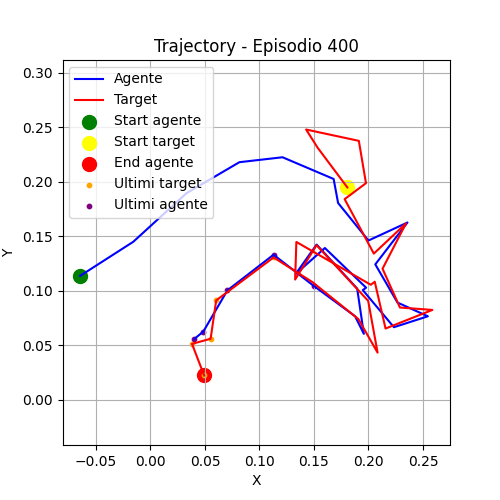 Trajectory - Episodio 400
Agente
Target
Start agente
Start target
End agente
Ultimi target
Ultimi agente
Y
0.30
0.25
0.20
0.15
0.10
0.05
0.00
−0.05 0.00 0.05 0.10 0.15 0.20 0.25
X